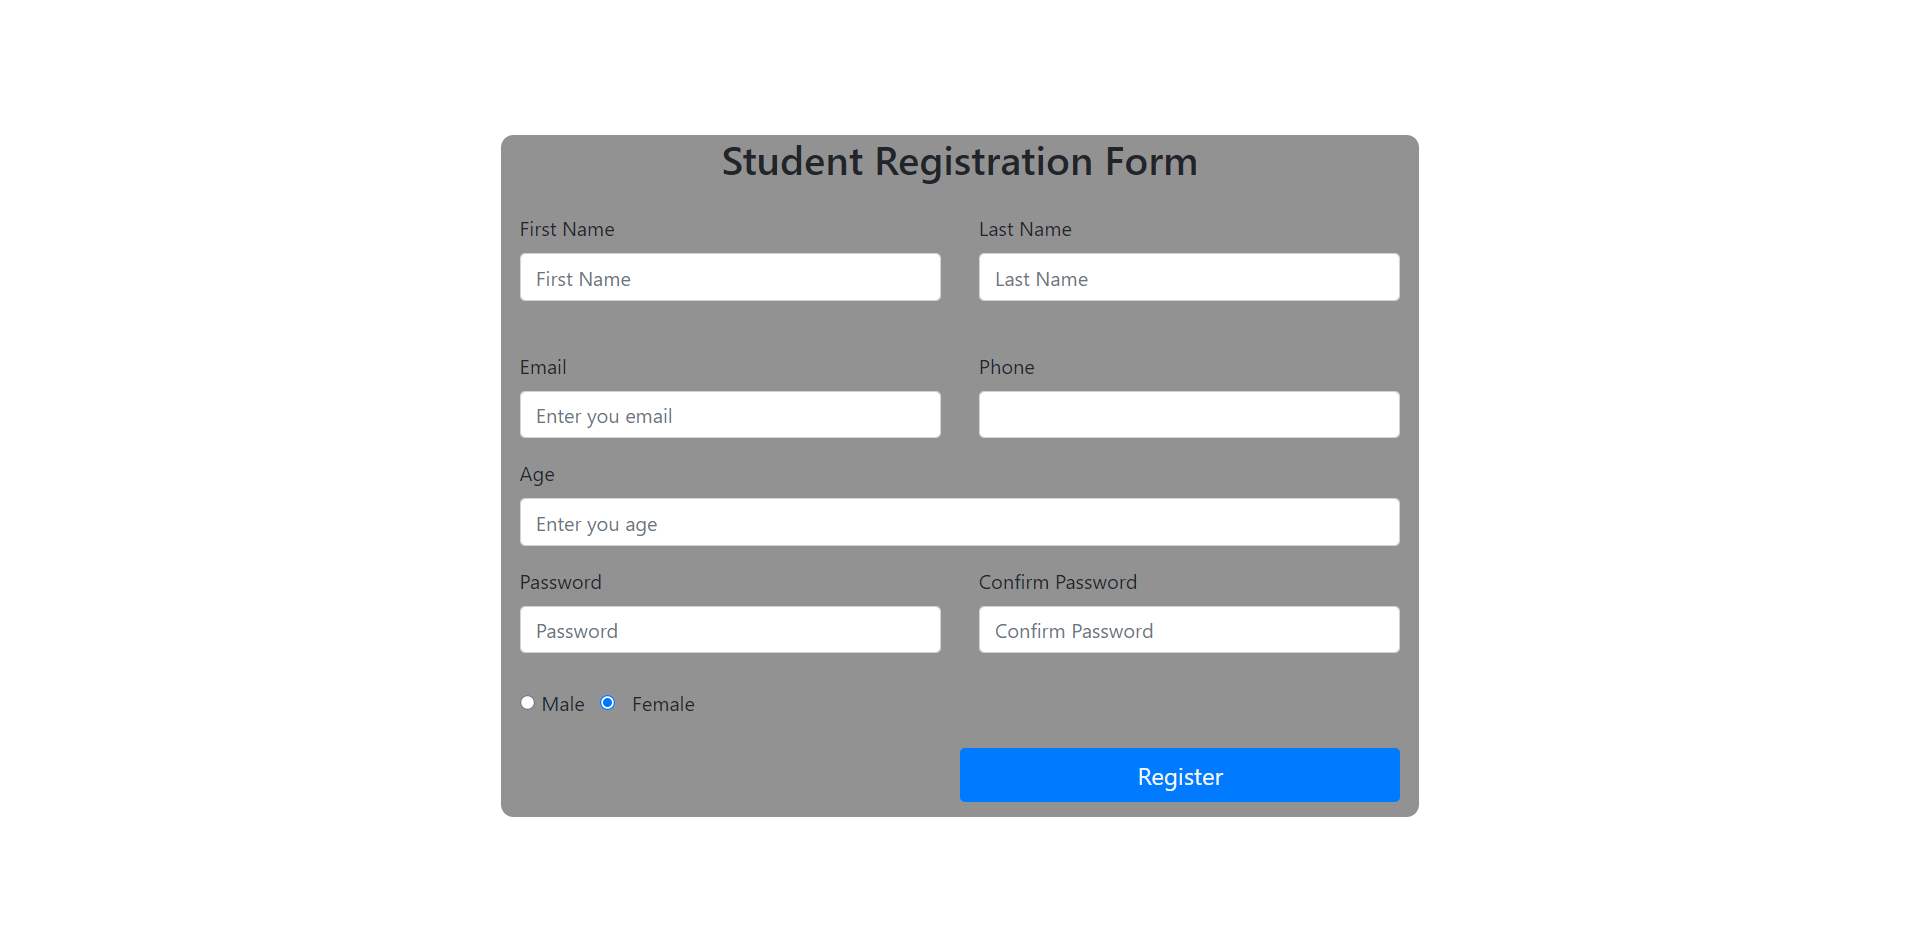 Student Registration Form
First Name Last Name
First Name Last Name
Email Phone
Enter you email
Age
Enter you age
Password Confirm Password
Password Confirm Password
Male Female
Register